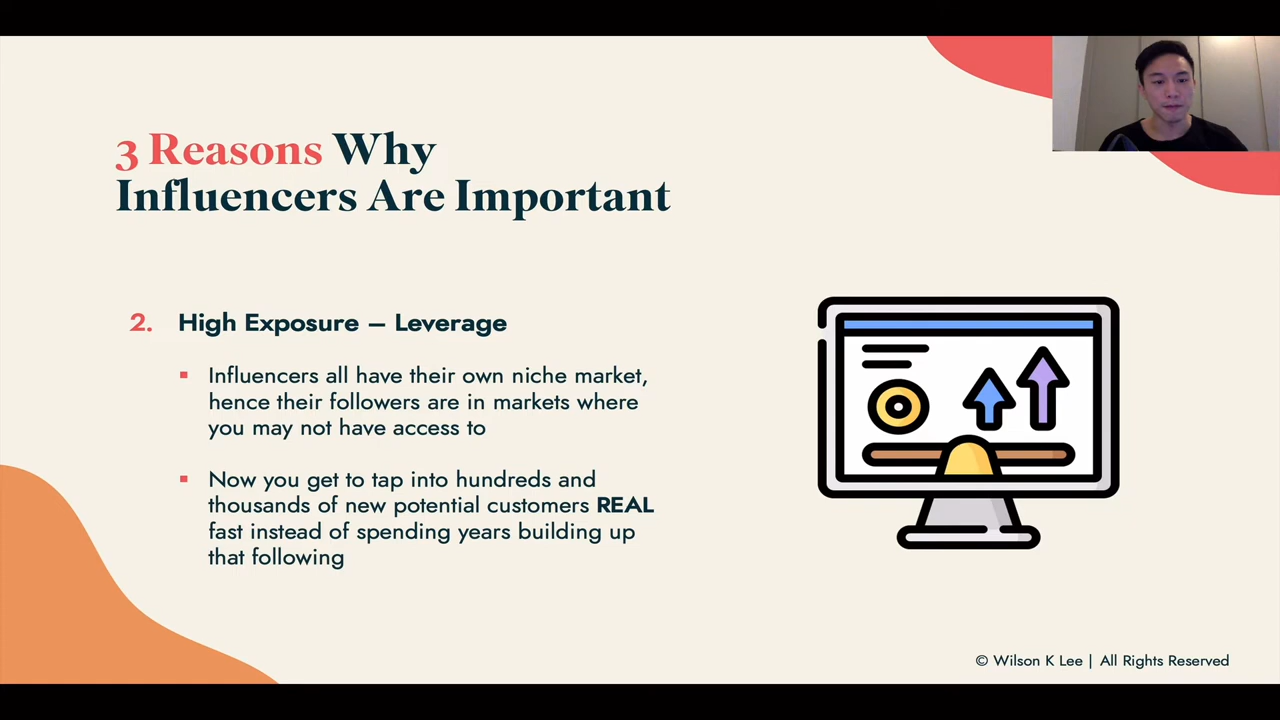 3 Reasons Why
Influencers Are Important
2. High Exposure – Leverage
▪ Influencers all have their own niche market,
hence their followers are in markets where
you may not have access to
▪ Now you get to tap into hundreds and
thousands of new potential customers REAL
fast instead of spending years building up
that following
© Wilson K Lee | All Rights Reserved